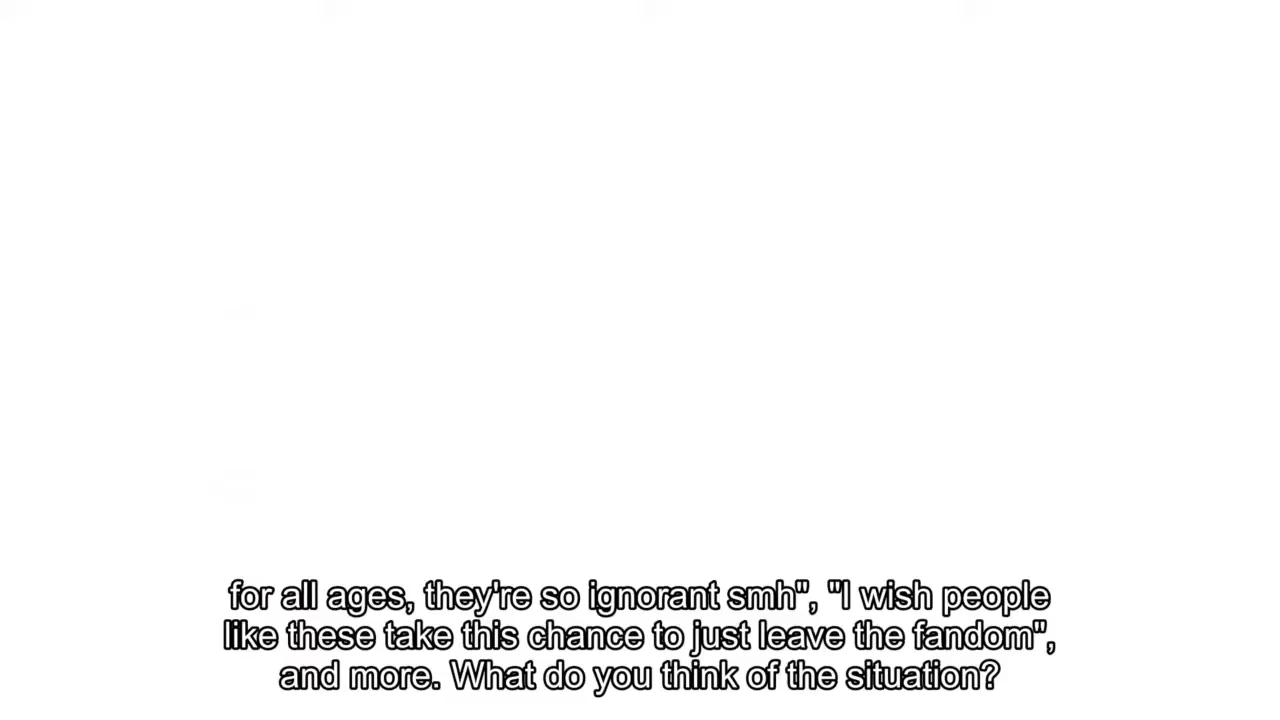 for all ages, they're so ignorant smh", "I wish people
like these take this chance to just leave the fandom",
and more. What do you think of the situation?